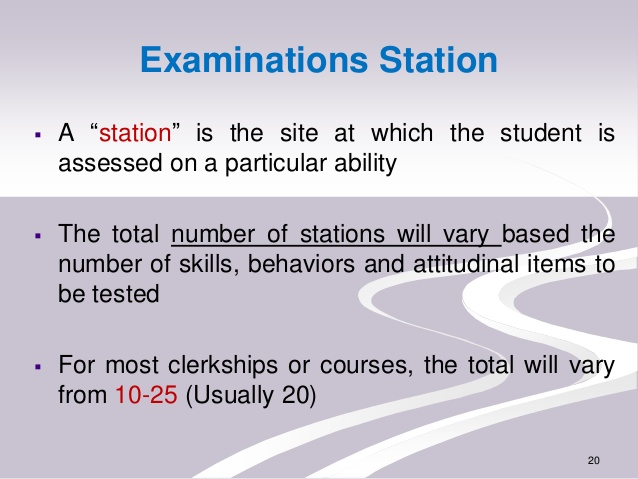 Examinations Station
▪ A “station” is the site at which the student is
assessed on a particular ability
▪ The total number of stations will vary based the
number of skills, behaviors and attitudinal items to
be tested
▪ For most clerkships or courses, the total will vary
from 10-25 (Usually 20)
20